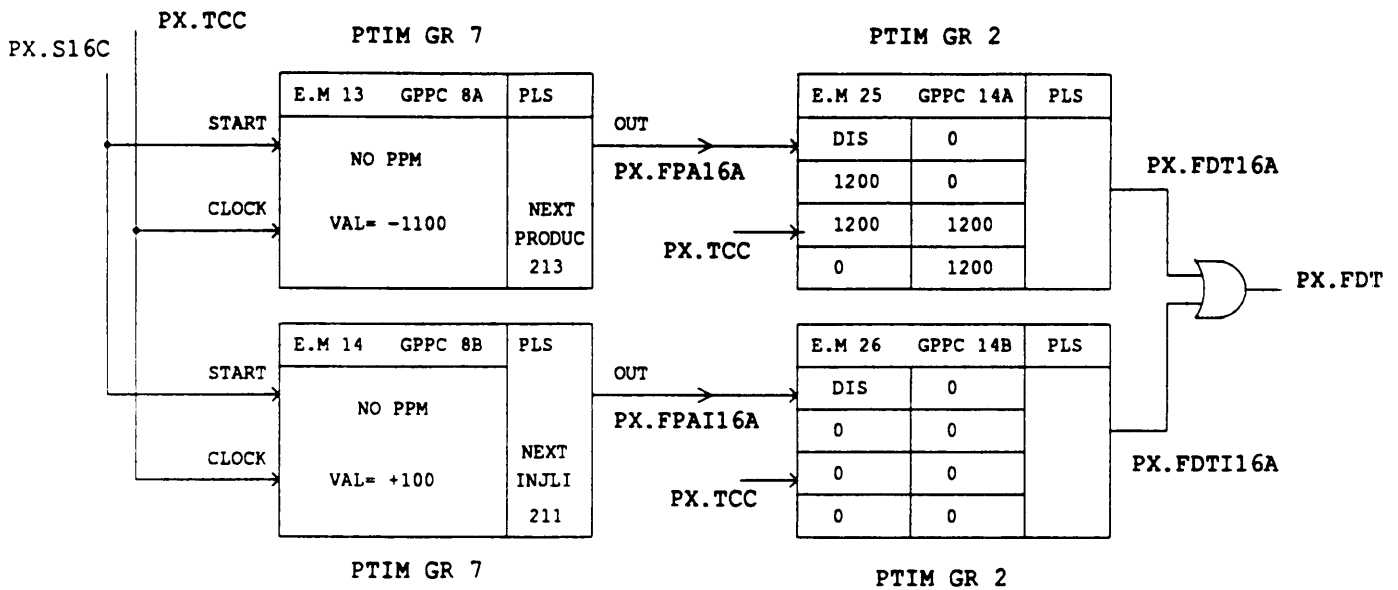 PX.TCC
PX.S16C
PTIM GR 7
E.M 13 GPPC 8A PLS
START
CLOCK
NO PPM
VAL= -1100
NEXT
PRODUC
213
OUT
PX.FPA16A
PTIM GR 2
E.M 25 GPPC 14A PLS
DIS 0
1200 0
1200 1200
0 1200
PX.TCC
PX.FDT16A
PX.FDT
E.M 14 GPPC 8B PLS
START
CLOCK
NO PPM
VAL= +100
NEXT
INJLI
211
PTIM GR 7
OUT
PX.FPAI16A
E.M 26 GPPC 14B PLS
DIS 0
0 0
0 0
0 0
PX.TCC
PX.FDTI16A
PTIM GR 2